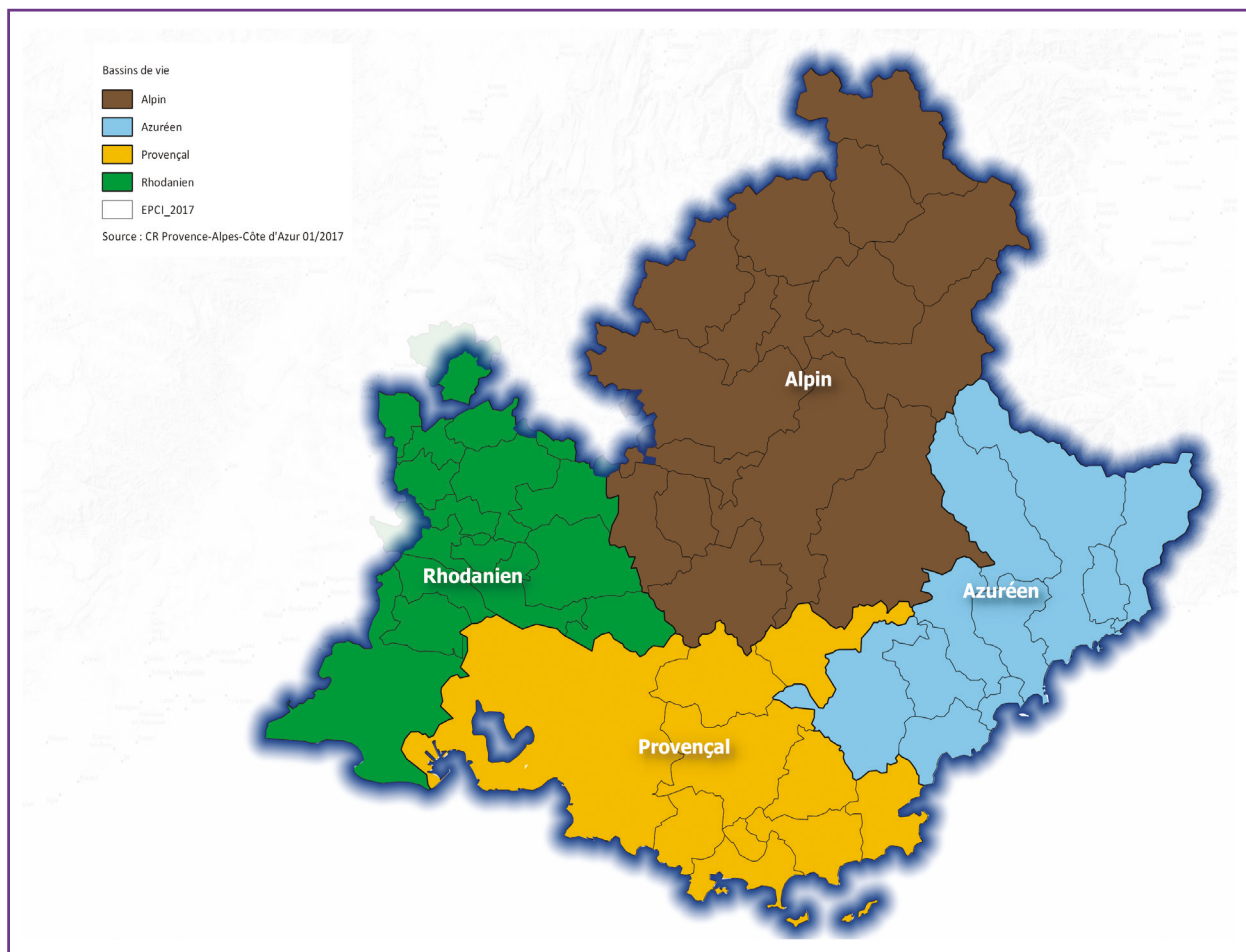 Bassins de vie
Alpin
Azuréen
Provençal
Rhodanien
EPCI_2017
Source : CR Provence-Alpes-Côte d'Azur 01/2017
Alpin
Rhodanien
Azuréen
Provençal